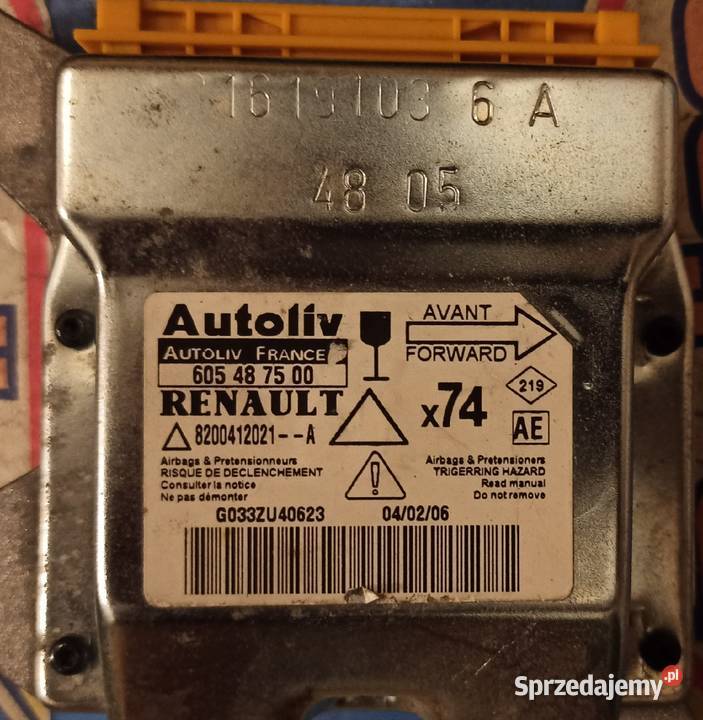 1619103 6 A
48 05
Autoliv
AUTOLIV FRANCE
605 48 75 00
RENAULT
8200412021--A
AVANT
FORWARD
x74
219
AE
Airbags & Pretensionneurs
RISQUE DE DECLENCHEMENT
Consulter la notice
Ne pas démonter
!
Airbags & Pretensioners
TRIGERRING HAZARD
Read manual
Do not remove
G033ZU40623 04/02/06
Sprzedajemy.pl